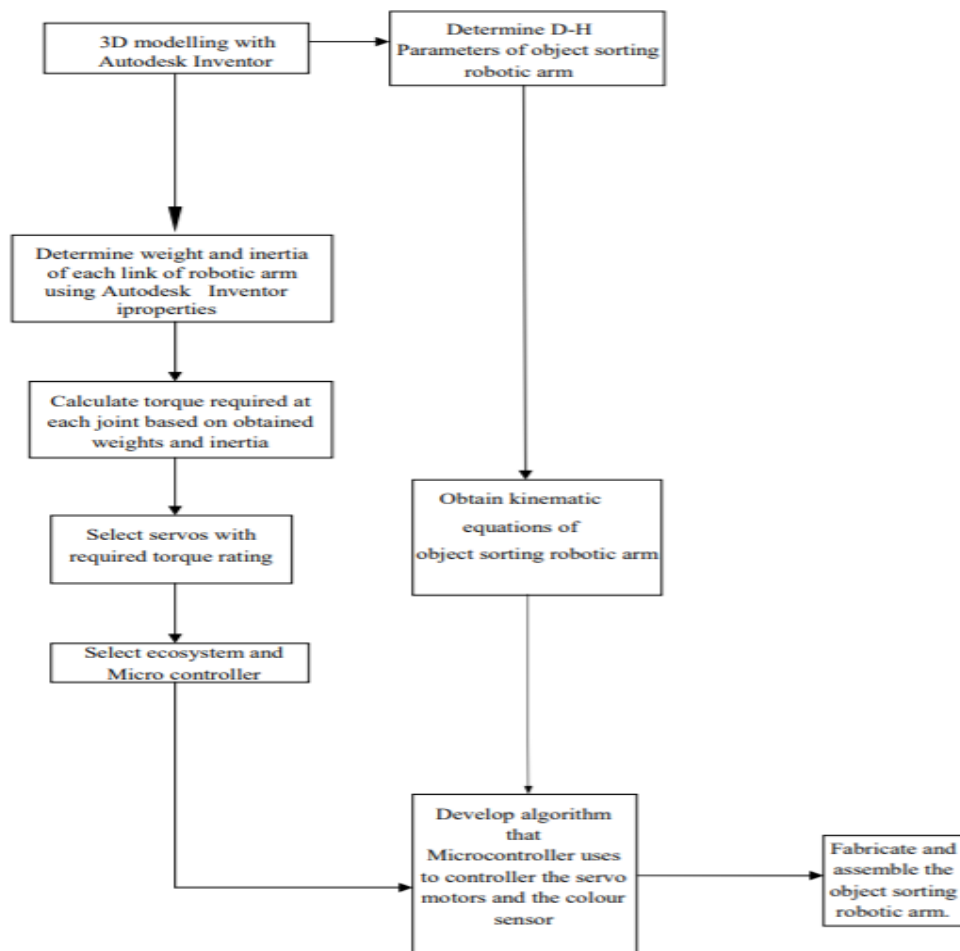 3D modelling with
Autodesk Inventor
Determine D-H
Parameters of object sorting
robotic arm
Determine weight and inertia
of each link of robotic arm
using Autodesk Inventor
iproperties
Calculate torque required at
each joint based on obtained
weights and inertia
Select servos with
required torque rating
Select ecosystem and
Micro controller
Obtain kinematic
equations of
object sorting robotic arm
Develop algorithm
that
Microcontroller uses
to controller the servo
motors and the colour
sensor
Fabricate and
assemble the
object sorting
robotic arm.